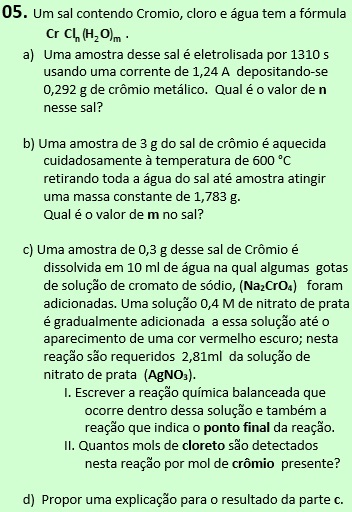 05. Um sal contendo Cromio, cloro e água tem a fórmula
Cr Clₙ (H₂O)ₘ .
a) Uma amostra desse sal é eletrolisada por 1310 s
usando uma corrente de 1,24 A depositando-se
0,292 g de crômio metálico. Qual é o valor de n
nesse sal?
b) Uma amostra de 3 g do sal de crômio é aquecida
cuidadosamente à temperatura de 600 °C
retirando toda a água do sal até amostra atingir
uma massa constante de 1,783 g.
Qual é o valor de m no sal?
c) Uma amostra de 0,3 g desse sal de Crômio é
dissolvida em 10 ml de água na qual algumas gotas
de solução de cromato de sódio, (Na₂CrO₄) foram
adicionadas. Uma solução 0,4 M de nitrato de prata
é gradualmente adicionada a essa solução até o
aparecimento de uma cor vermelho escuro; nesta
reação são requeridos 2,81ml da solução de
nitrato de prata (AgNO₃).
I. Escrever a reação química balanceada que
ocorre dentro dessa solução e também a
reação que indica o ponto final da reação.
II. Quantos mols de cloreto são detectados
nesta reação por mol de crômio presente?
d) Propor uma explicação para o resultado da parte c.